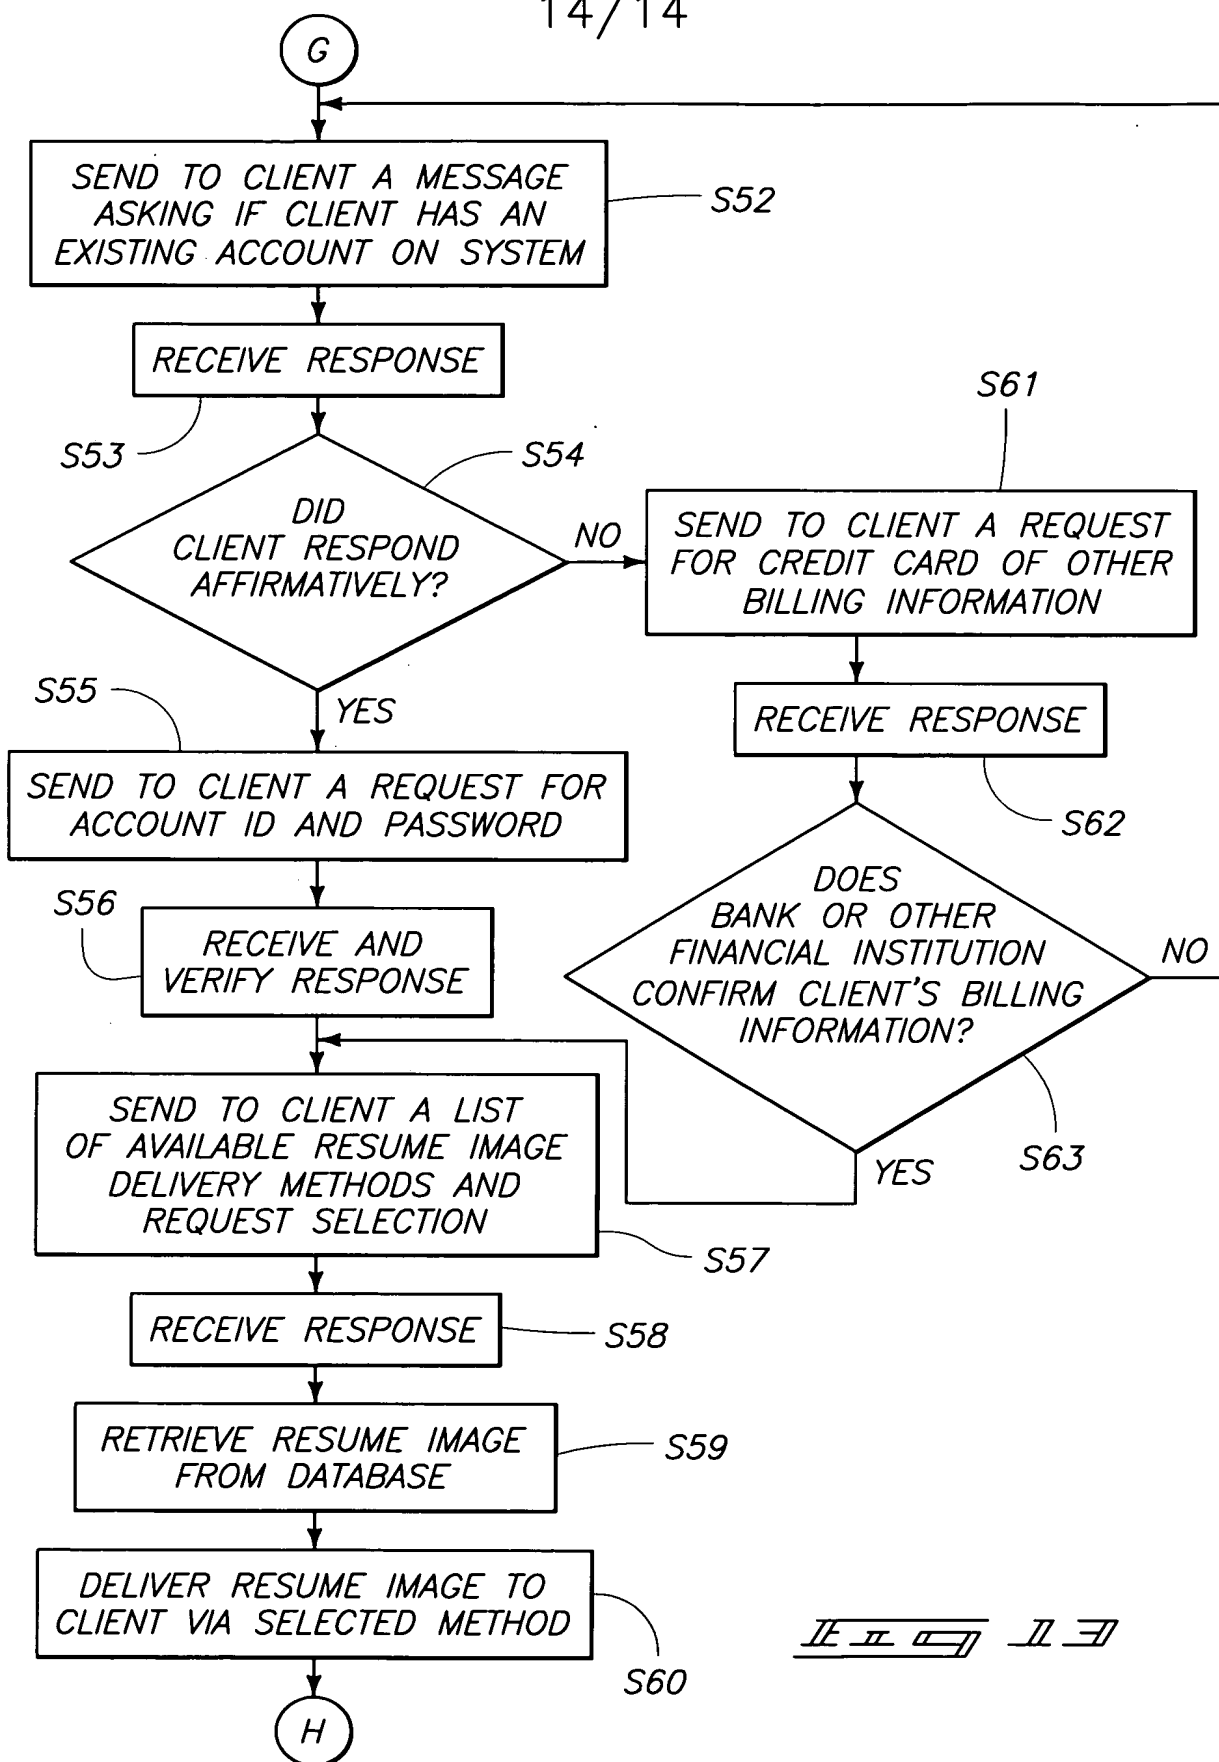 14/14
G
SEND TO CLIENT A MESSAGE
ASKING IF CLIENT HAS AN
EXISTING ACCOUNT ON SYSTEM
S52
RECEIVE RESPONSE
S53
S54
DID
CLIENT RESPOND
AFFIRMATIVELY?
NO
YES
S61
SEND TO CLIENT A REQUEST
FOR CREDIT CARD OF OTHER
BILLING INFORMATION
S55
SEND TO CLIENT A REQUEST FOR
ACCOUNT ID AND PASSWORD
RECEIVE RESPONSE
S62
S56
RECEIVE AND
VERIFY RESPONSE
DOES
BANK OR OTHER
FINANCIAL INSTITUTION
CONFIRM CLIENT'S BILLING
INFORMATION?
NO
YES
S63
SEND TO CLIENT A LIST
OF AVAILABLE RESUME IMAGE
DELIVERY METHODS AND
REQUEST SELECTION
S57
RECEIVE RESPONSE
S58
RETRIEVE RESUME IMAGE
FROM DATABASE
S59
DELIVER RESUME IMAGE TO
CLIENT VIA SELECTED METHOD
S60
H
FIG 13